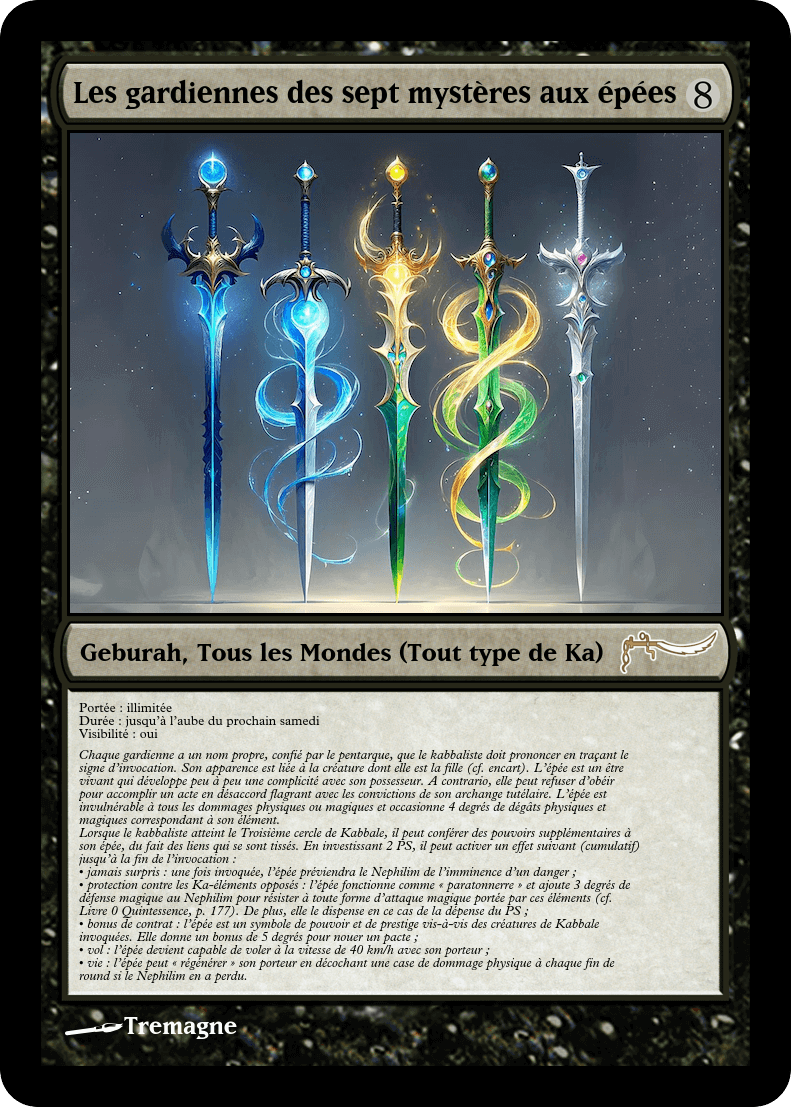 Les gardiennes des sept mystères aux épées 8
Geburah, Tous les Mondes (Tout type de Ka)
Portée : illimitée
Durée : jusqu'à l'aube du prochain samedi
Visibilité : oui
Chaque gardienne a un nom propre, confié par le pentarque, que le kabbaliste doit prononcer en traçant le
signe d'invocation. Son apparence est liée à la créature dont elle est la fille (cf. encart). L'épée est un être
vivant qui développe peu à peu une complicité avec son possesseur. A contrario, elle peut refuser d'obéir
pour accomplir un acte en désaccord flagrant avec les convictions de son archange tutélaire. L'épée est
invulnérable à tous les dommages physiques ou magiques et occasionne 4 degrés de dégâts physiques et
magiques correspondant à son élément.
Lorsque le kabbaliste atteint le Troisième cercle de Kabbale, il peut conférer des pouvoirs supplémentaires à
son épée, du fait des liens qui se sont tissés. En investissant 2 PS, il peut activer un effet suivant (cumulatif)
jusqu'à la fin de l'invocation :
• jamais surpris : une fois invoquée, l'épée préviendra le Nephilim de l'imminence d'un danger ;
• protection contre les Ka-éléments opposés : l'épée fonctionne comme « paratonnerre » et ajoute 3 degrés de
défense magique au Nephilim pour résister à toute forme d'attaque magique portée par ces éléments (cf.
Livre 0 Quintessence, p. 177). De plus, elle le dispense en ce cas de la dépense du PS ;
• bonus de contrat : l'épée est un symbole de pouvoir et de prestige vis-à-vis des créatures de Kabbale
invoquées. Elle donne un bonus de 5 degrés pour nouer un pacte ;
• vol : l'épée devient capable de voler à la vitesse de 40 km/h avec son porteur ;
• vie : l'épée peut « régénérer » son porteur en décochant une case de dommage physique à chaque fin de
round si le Nephilim en a perdu.
Tremagne